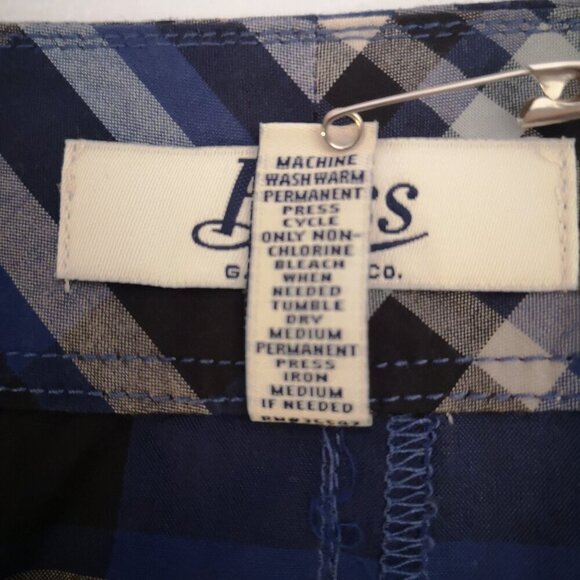 MACHINE
WASH WARM
PERMANENT
PRESS
CYCLE
ONLY NON-
CHLORINE
BLEACH
WHEN
NEEDED
TUMBLE
DRY
MEDIUM
PERMANENT
PRESS
IRON
MEDIUM
IF NEEDED
CO.